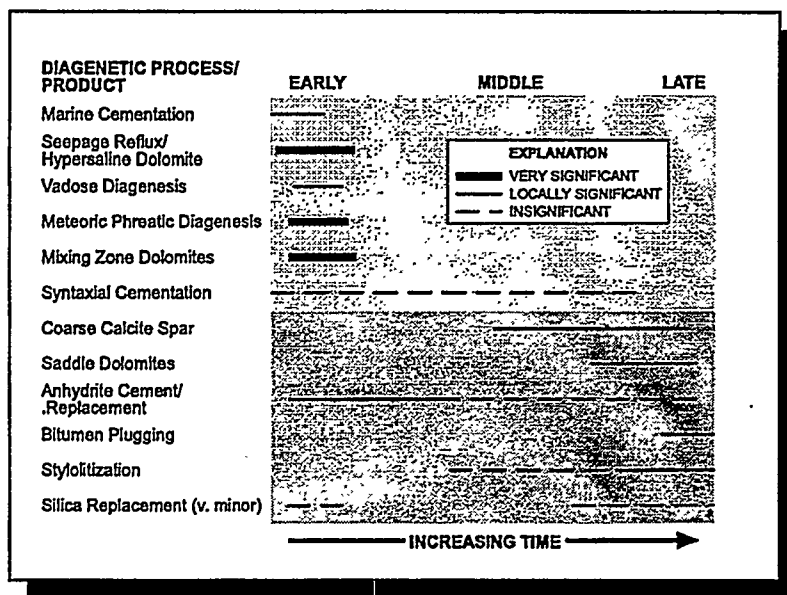 DIAGENETIC PROCESS/
PRODUCT
EARLY
MIDDLE
LATE
Marine Cementation
Seepage Reflux/
Hypersaline Dolomite
Vadose Diagenesis
Meteoric Phreatic Diagenesis
Mixing Zone Dolomites
Syntaxial Cementation
Coarse Calcite Spar
Saddle Dolomites
Anhydrite Cement/
.Replacement
Bitumen Plugging
Stylolitization
Silica Replacement (v. minor)
EXPLANATION
VERY SIGNIFICANT
LOCALLY SIGNIFICANT
INSIGNIFICANT
INCREASING TIME